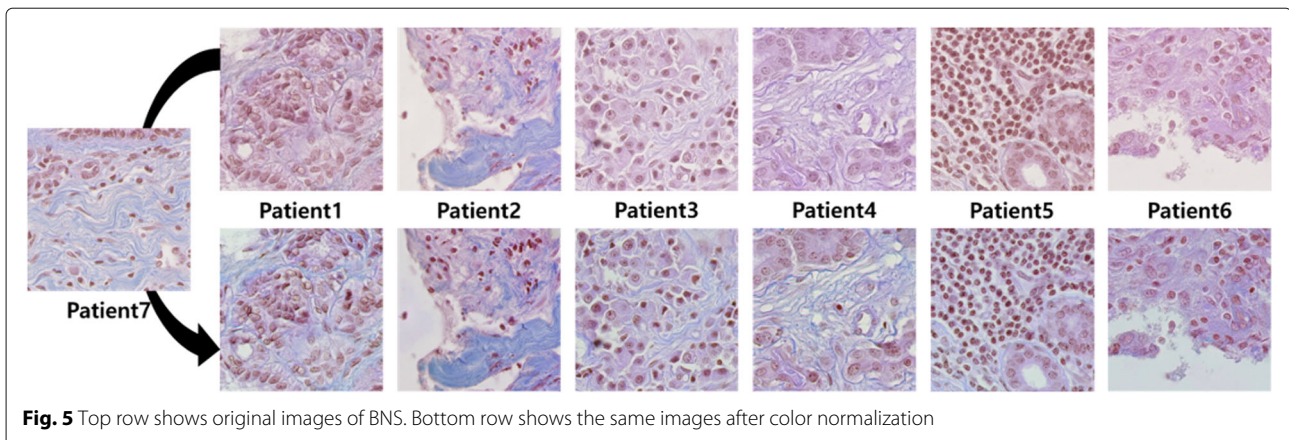 Patient1 Patient2 Patient3 Patient4 Patient5 Patient6
Patient7
Fig. 5 Top row shows original images of BNS. Bottom row shows the same images after color normalization